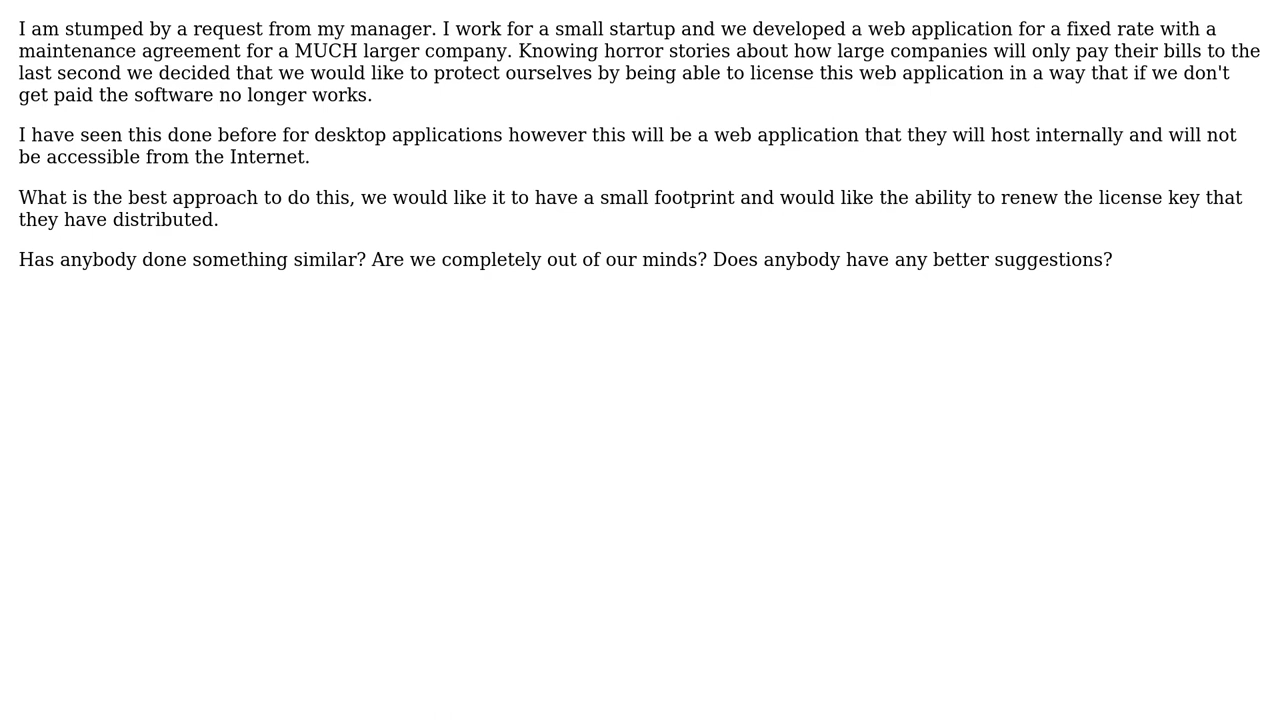 I am stumped by a request from my manager. I work for a small startup and we developed a web application for a fixed rate with a
maintenance agreement for a MUCH larger company. Knowing horror stories about how large companies will only pay their bills to the
last second we decided that we would like to protect ourselves by being able to license this web application in a way that if we don't
get paid the software no longer works.
I have seen this done before for desktop applications however this will be a web application that they will host internally and will not
be accessible from the Internet.
What is the best approach to do this, we would like it to have a small footprint and would like the ability to renew the license key that
they have distributed.
Has anybody done something similar? Are we completely out of our minds? Does anybody have any better suggestions?